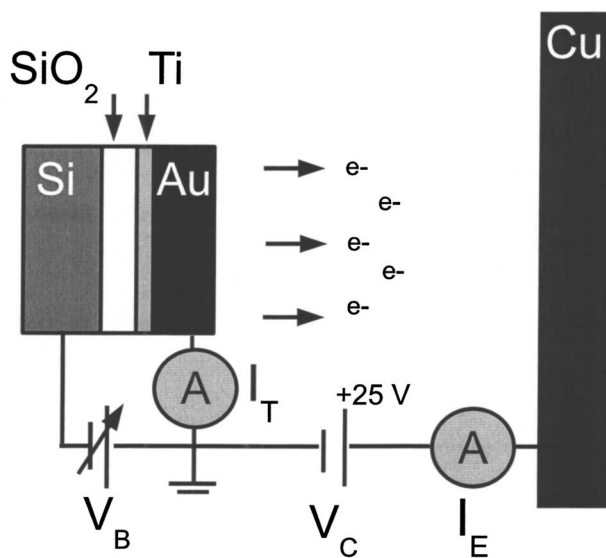 SiO₂ Ti
Cu
Si Au
e-
e-
e-
e-
e-
A I_T
+25 V
A
V_B V_C I_E